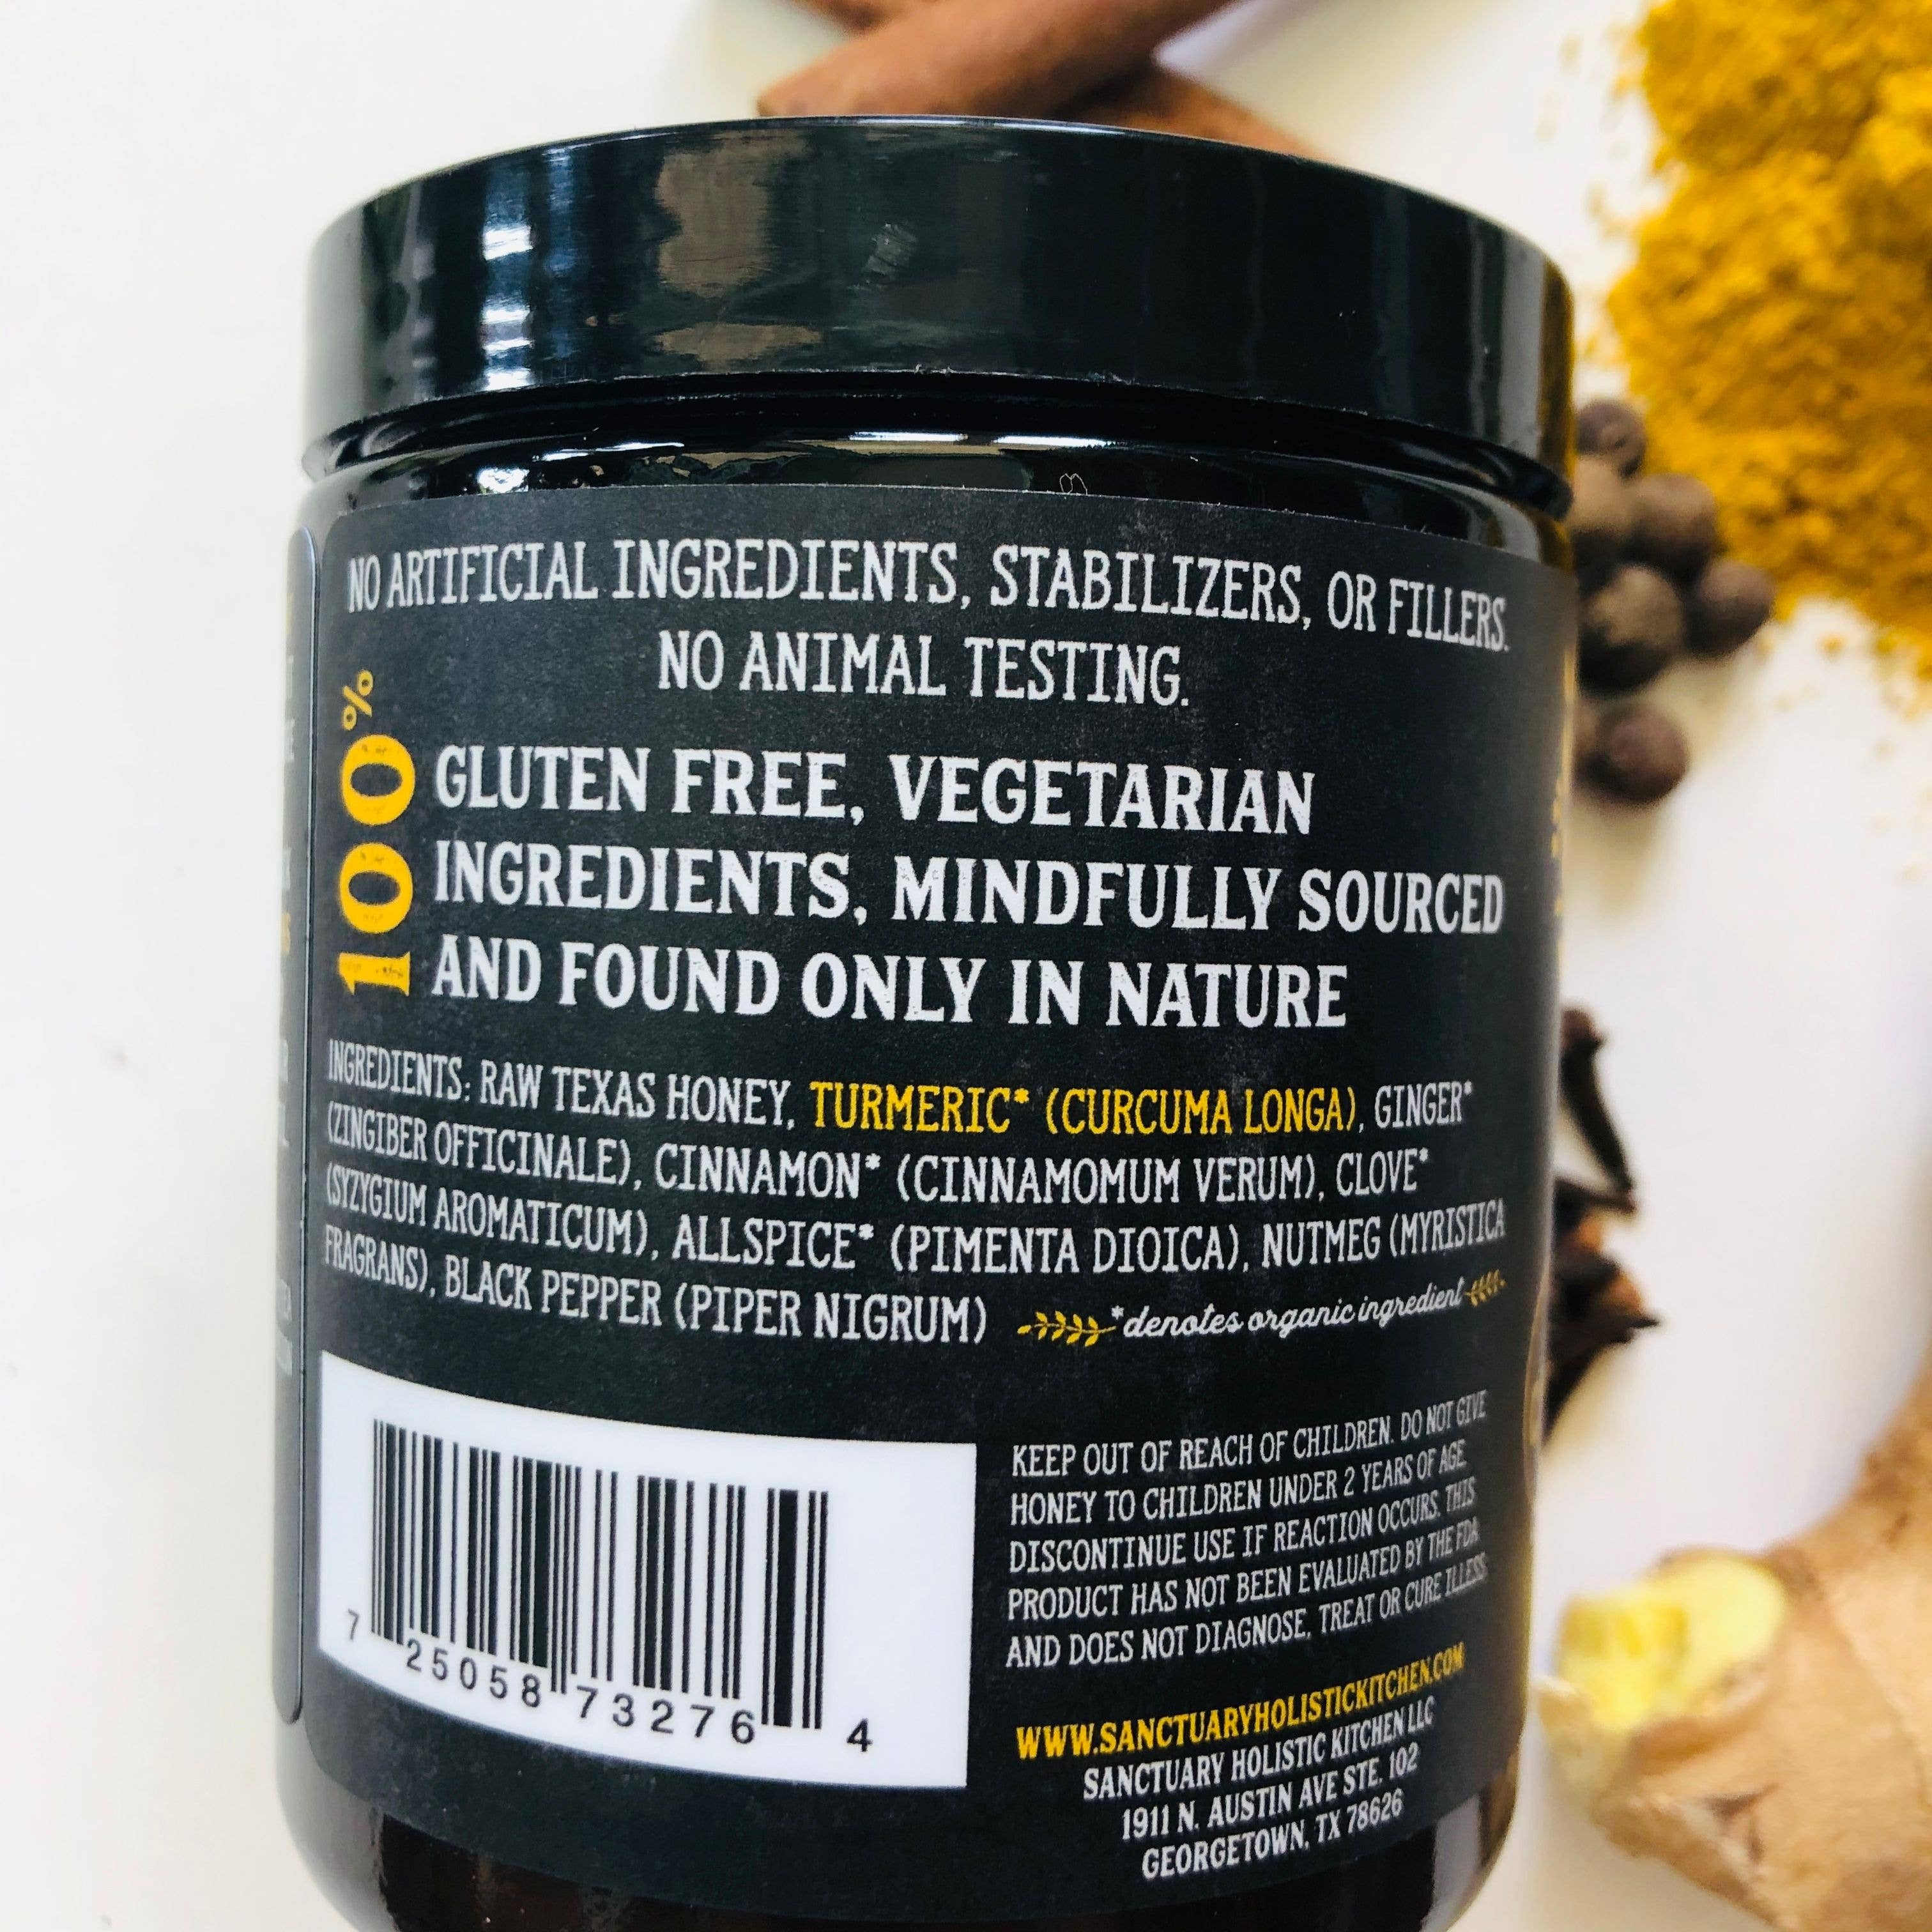 NO ARTIFICIAL INGREDIENTS, STABILIZERS, OR FILLERS.
NO ANIMAL TESTING.
100%
GLUTEN FREE, VEGETARIAN
INGREDIENTS, MINDFULLY SOURCED
AND FOUND ONLY IN NATURE
INGREDIENTS: RAW TEXAS HONEY, TURMERIC* (CURCUMA LONGA), GINGER*
(ZINGIBER OFFICINALE), CINNAMON* (CINNAMOMUM VERUM), CLOVE*
(SYZYGIUM AROMATICUM), ALLSPICE* (PIMENTA DIOICA), NUTMEG (MYRISTICA
FRAGRANS), BLACK PEPPER (PIPER NIGRUM)
*denotes organic ingredient
KEEP OUT OF REACH OF CHILDREN. DO NOT GIVE
HONEY TO CHILDREN UNDER 2 YEARS OF AGE.
DISCONTINUE USE IF REACTION OCCURS. THIS
PRODUCT HAS NOT BEEN EVALUATED BY THE FDA
AND DOES NOT DIAGNOSE, TREAT OR CURE ILLESS.
WWW.SANCTUARYHOLISTICKITCHEN.COM
SANCTUARY HOLISTIC KITCHEN LLC
1911 N. AUSTIN AVE STE. 102
GEORGETOWN, TX 78626
7 25058 73276 4